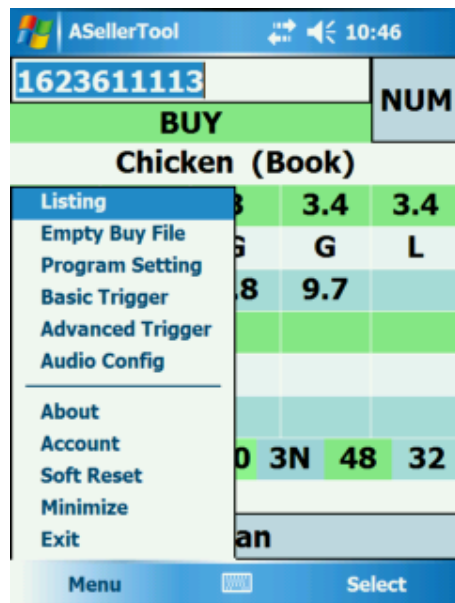 ASellerTool 10:46
1623611113
NUM
BUY
Chicken (Book)
Listing
Empty Buy File
Program Setting
Basic Trigger
Advanced Trigger
Audio Config
About
Account
Soft Reset
Minimize
Exit
3.4 3.4
G L
.8 9.7
0 3N 48 32
an
Menu Select